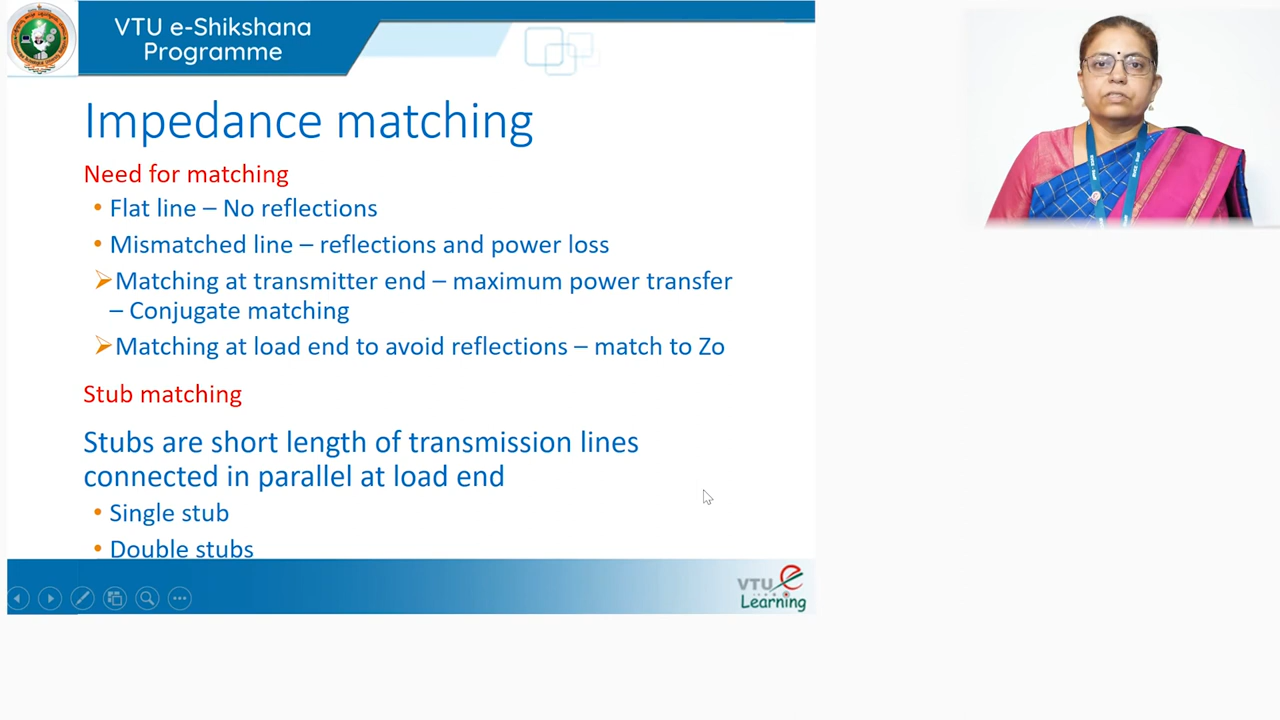 VTU e-Shikshana
Programme
Impedance matching
Need for matching
• Flat line – No reflections
• Mismatched line – reflections and power loss
➢Matching at transmitter end – maximum power transfer
– Conjugate matching
➢Matching at load end to avoid reflections – match to Zo
Stub matching
Stubs are short length of transmission lines
connected in parallel at load end
• Single stub
• Double stubs
VTU e
Learning